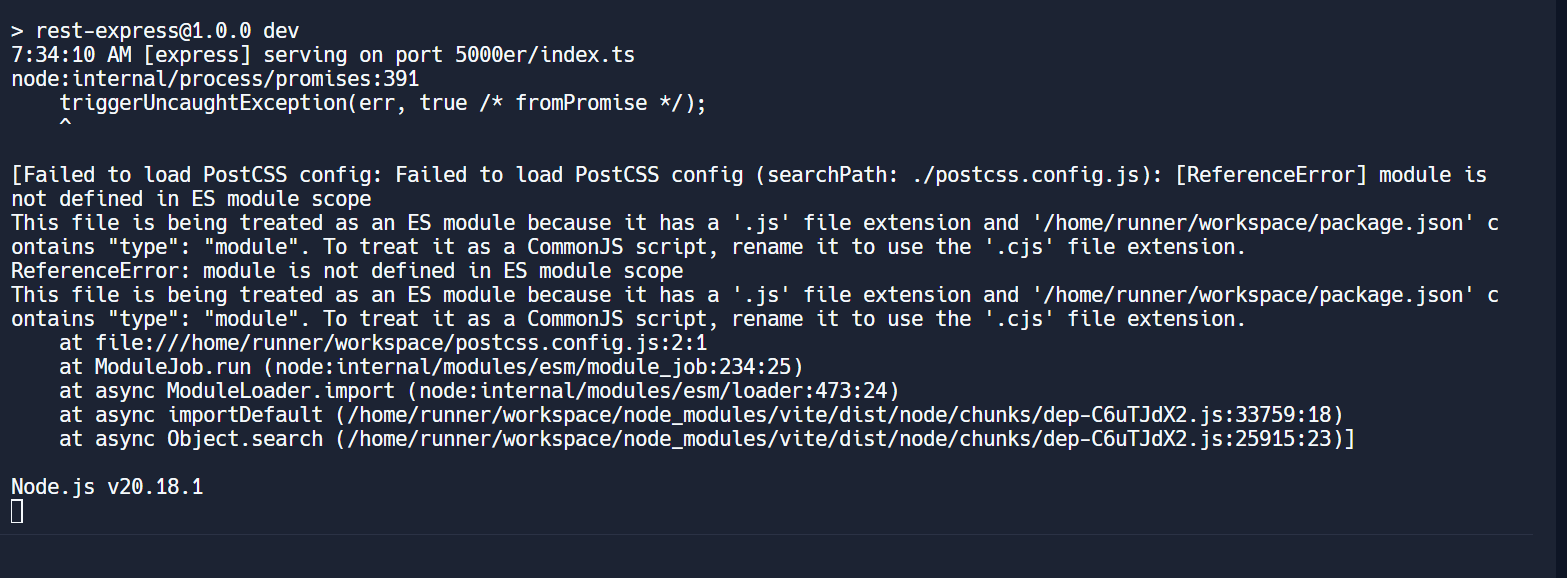 > rest-express@1.0.0 dev
7:34:10 AM [express] serving on port 5000er/index.ts
node:internal/process/promises:391
    triggerUncaughtException(err, true /* fromPromise */);
    ^

[Failed to load PostCSS config: Failed to load PostCSS config (searchPath: ./postcss.config.js): [ReferenceError] module is
not defined in ES module scope
This file is being treated as an ES module because it has a '.js' file extension and '/home/runner/workspace/package.json' c
ontains "type": "module". To treat it as a CommonJS script, rename it to use the '.cjs' file extension.
ReferenceError: module is not defined in ES module scope
This file is being treated as an ES module because it has a '.js' file extension and '/home/runner/workspace/package.json' c
ontains "type": "module". To treat it as a CommonJS script, rename it to use the '.cjs' file extension.
    at file:///home/runner/workspace/postcss.config.js:2:1
    at ModuleJob.run (node:internal/modules/esm/module_job:234:25)
    at async ModuleLoader.import (node:internal/modules/esm/loader:473:24)
    at async importDefault (/home/runner/workspace/node_modules/vite/dist/node/chunks/dep-C6uTJdX2.js:33759:18)
    at async Object.search (/home/runner/workspace/node_modules/vite/dist/node/chunks/dep-C6uTJdX2.js:25915:23)]

Node.js v20.18.1